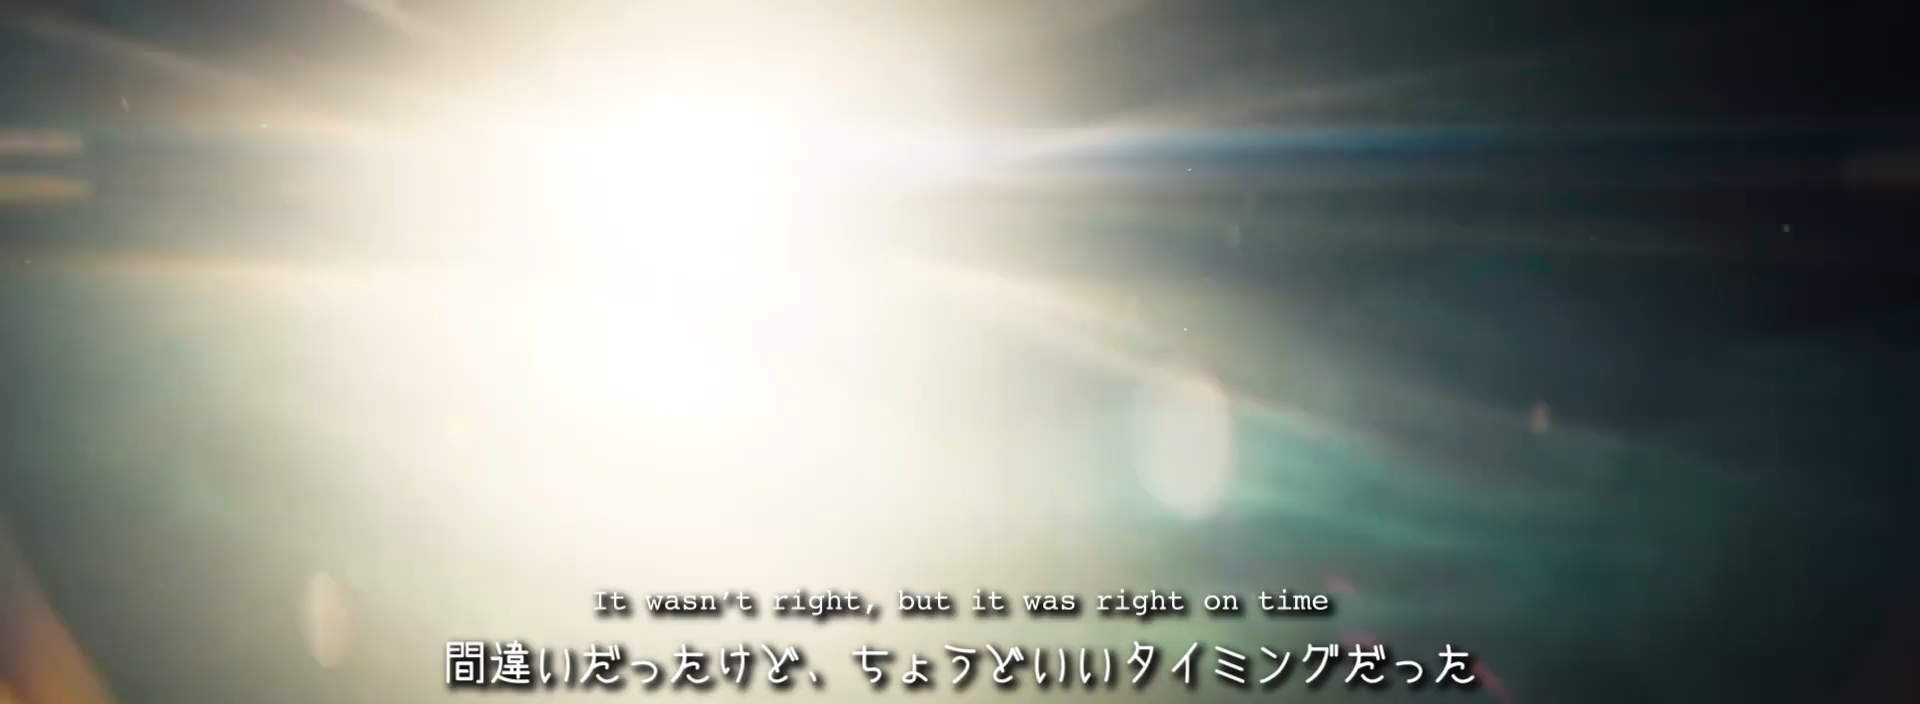 It wasn't right, but it was right on time
間違いだったけど、ちょうどいいタイミングだった